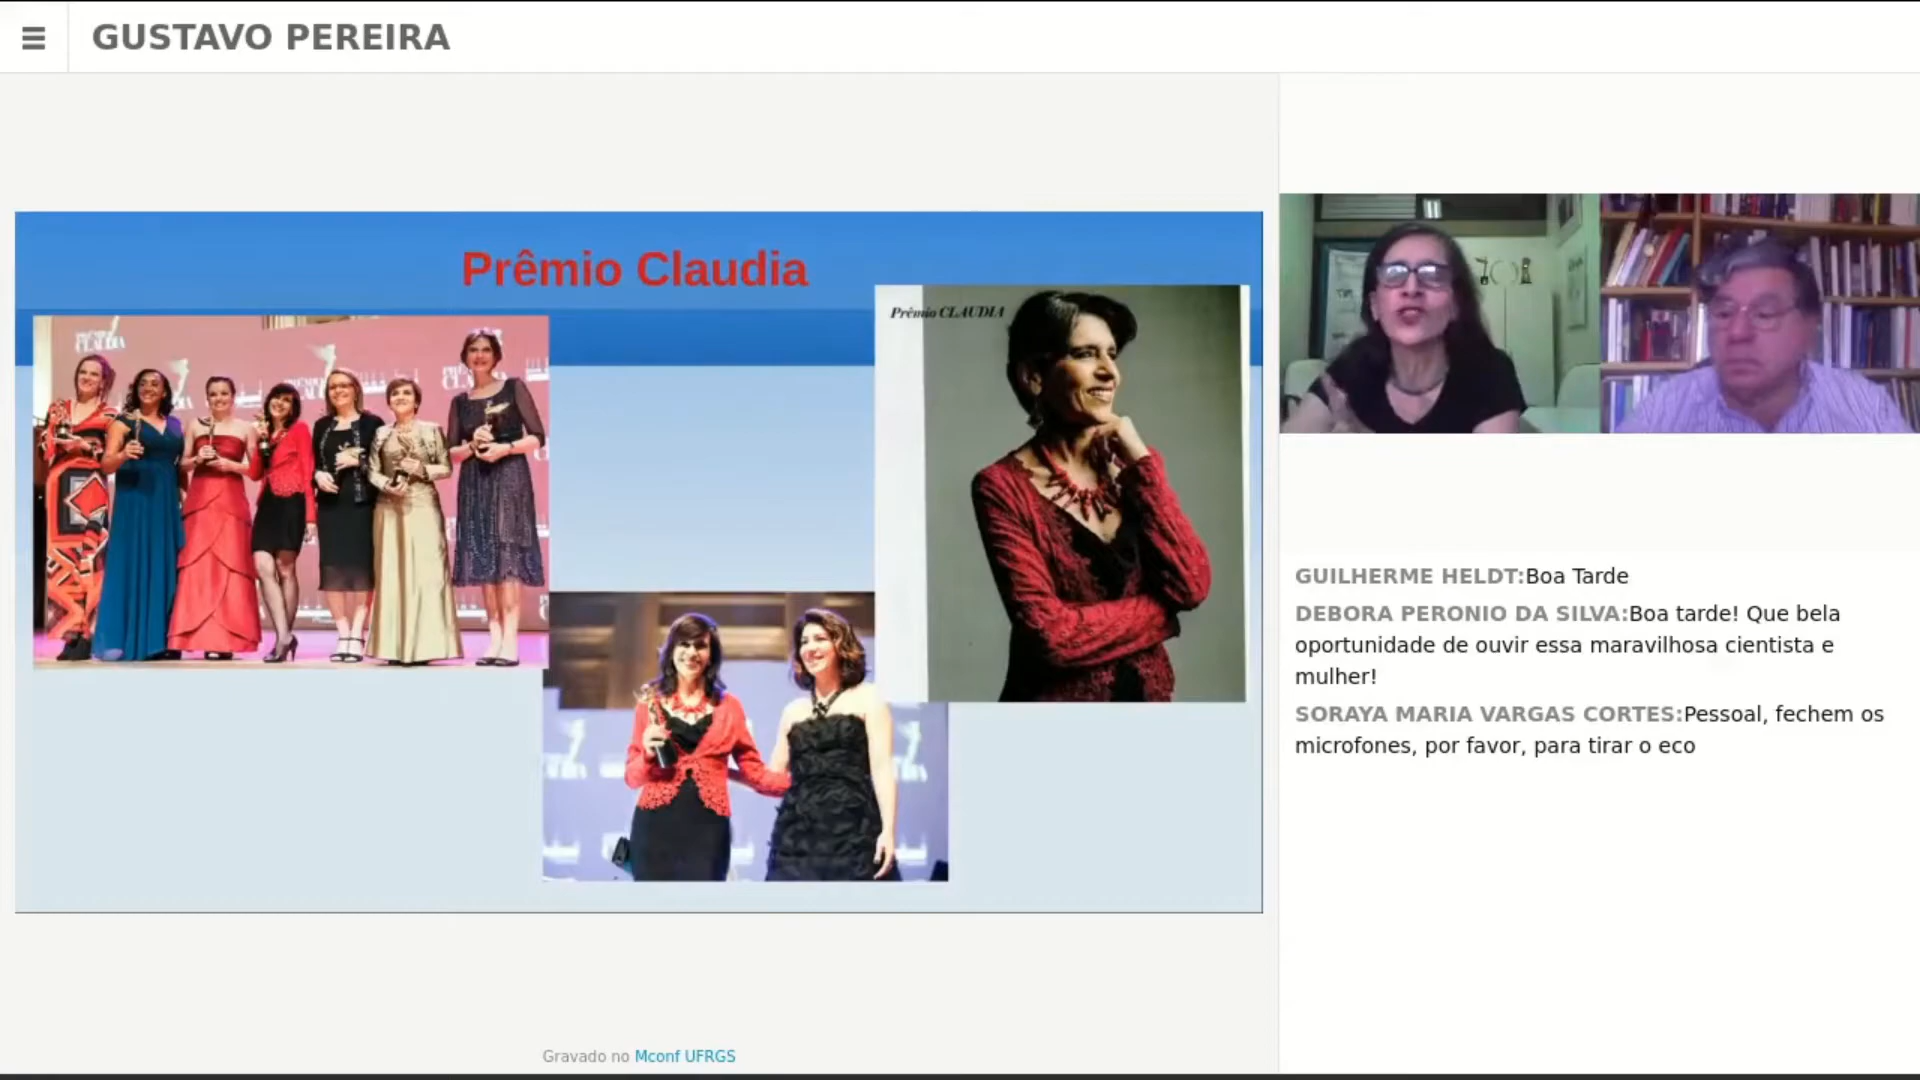 GUSTAVO PEREIRA
Prêmio Claudia
Prêmio CLAUDIA
GUILHERME HELDT:Boa Tarde
DEBORA PERONIO DA SILVA:Boa tarde! Que bela
oportunidade de ouvir essa maravilhosa cientista e
mulher!
SORAYA MARIA VARGAS CORTES:Pessoal, fechem os
microfones, por favor, para tirar o eco
Gravado no Mconf UFRGS